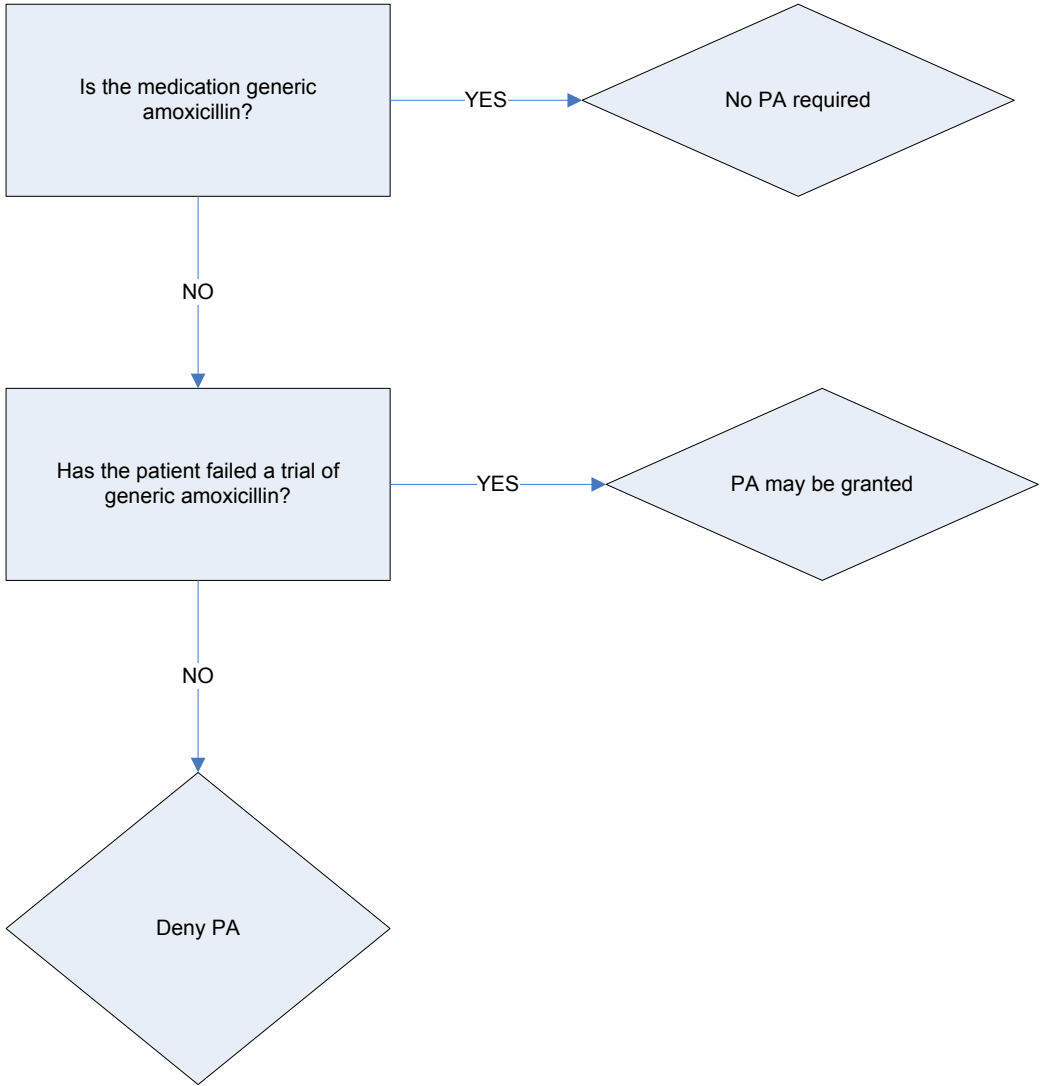 Is the medication generic
amoxicillin?
YES
No PA required
NO
Has the patient failed a trial of
generic amoxicillin?
YES
PA may be granted
NO
Deny PA